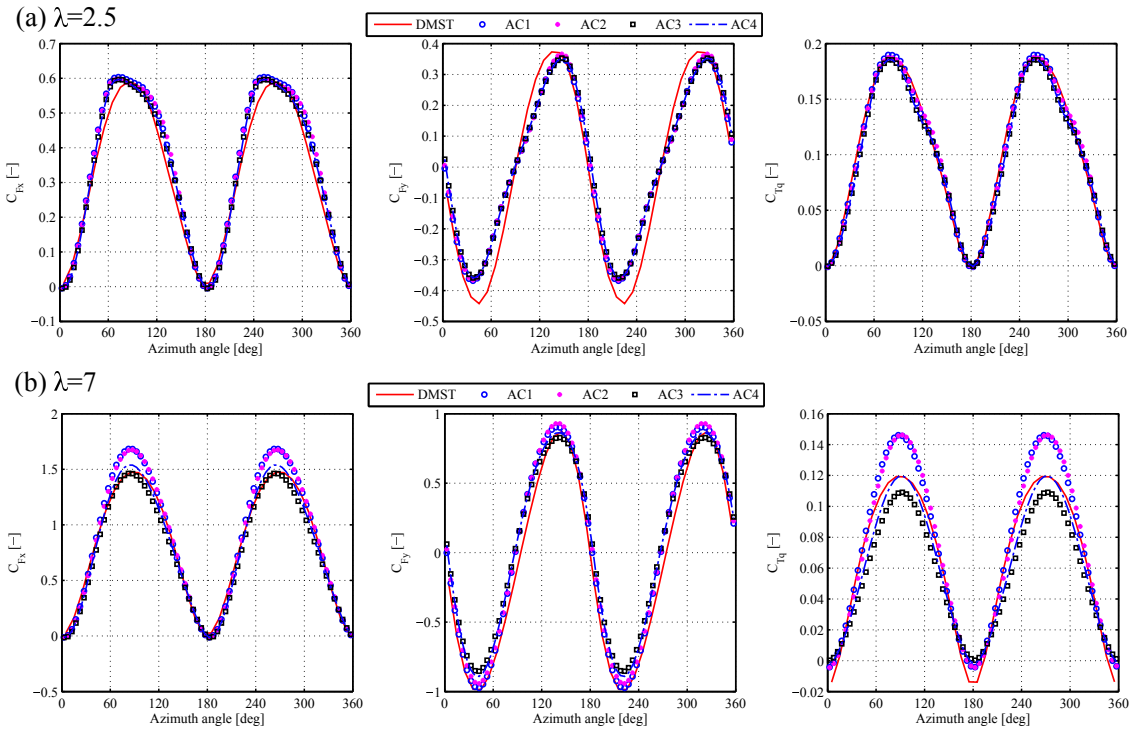 (a) λ=2.5
DMST AC1 AC2 AC3 AC4
0.7
0.6
0.5
0.4
0.3
0.2
0.1
0
−0.1
C_Fx [−]
0 60 120 180 240 300 360
Azimuth angle [deg]
0.4
0.3
0.2
0.1
0
−0.1
−0.2
−0.3
−0.4
−0.5
C_Fy [−]
0 60 120 180 240 300 360
Azimuth angle [deg]
0.2
0.15
0.1
0.05
0
−0.05
C_Tq [−]
0 60 120 180 240 300 360
Azimuth angle [deg]
(b) λ=7
DMST AC1 AC2 AC3 AC4
2
1.5
1
0.5
0
−0.5
C_Fx [−]
0 60 120 180 240 300 360
Azimuth angle [deg]
1
0.5
0
−0.5
−1
C_Fy [−]
0 60 120 180 240 300 360
Azimuth angle [deg]
0.16
0.14
0.12
0.1
0.08
0.06
0.04
0.02
0
−0.02
C_Tq [−]
0 60 120 180 240 300 360
Azimuth angle [deg]